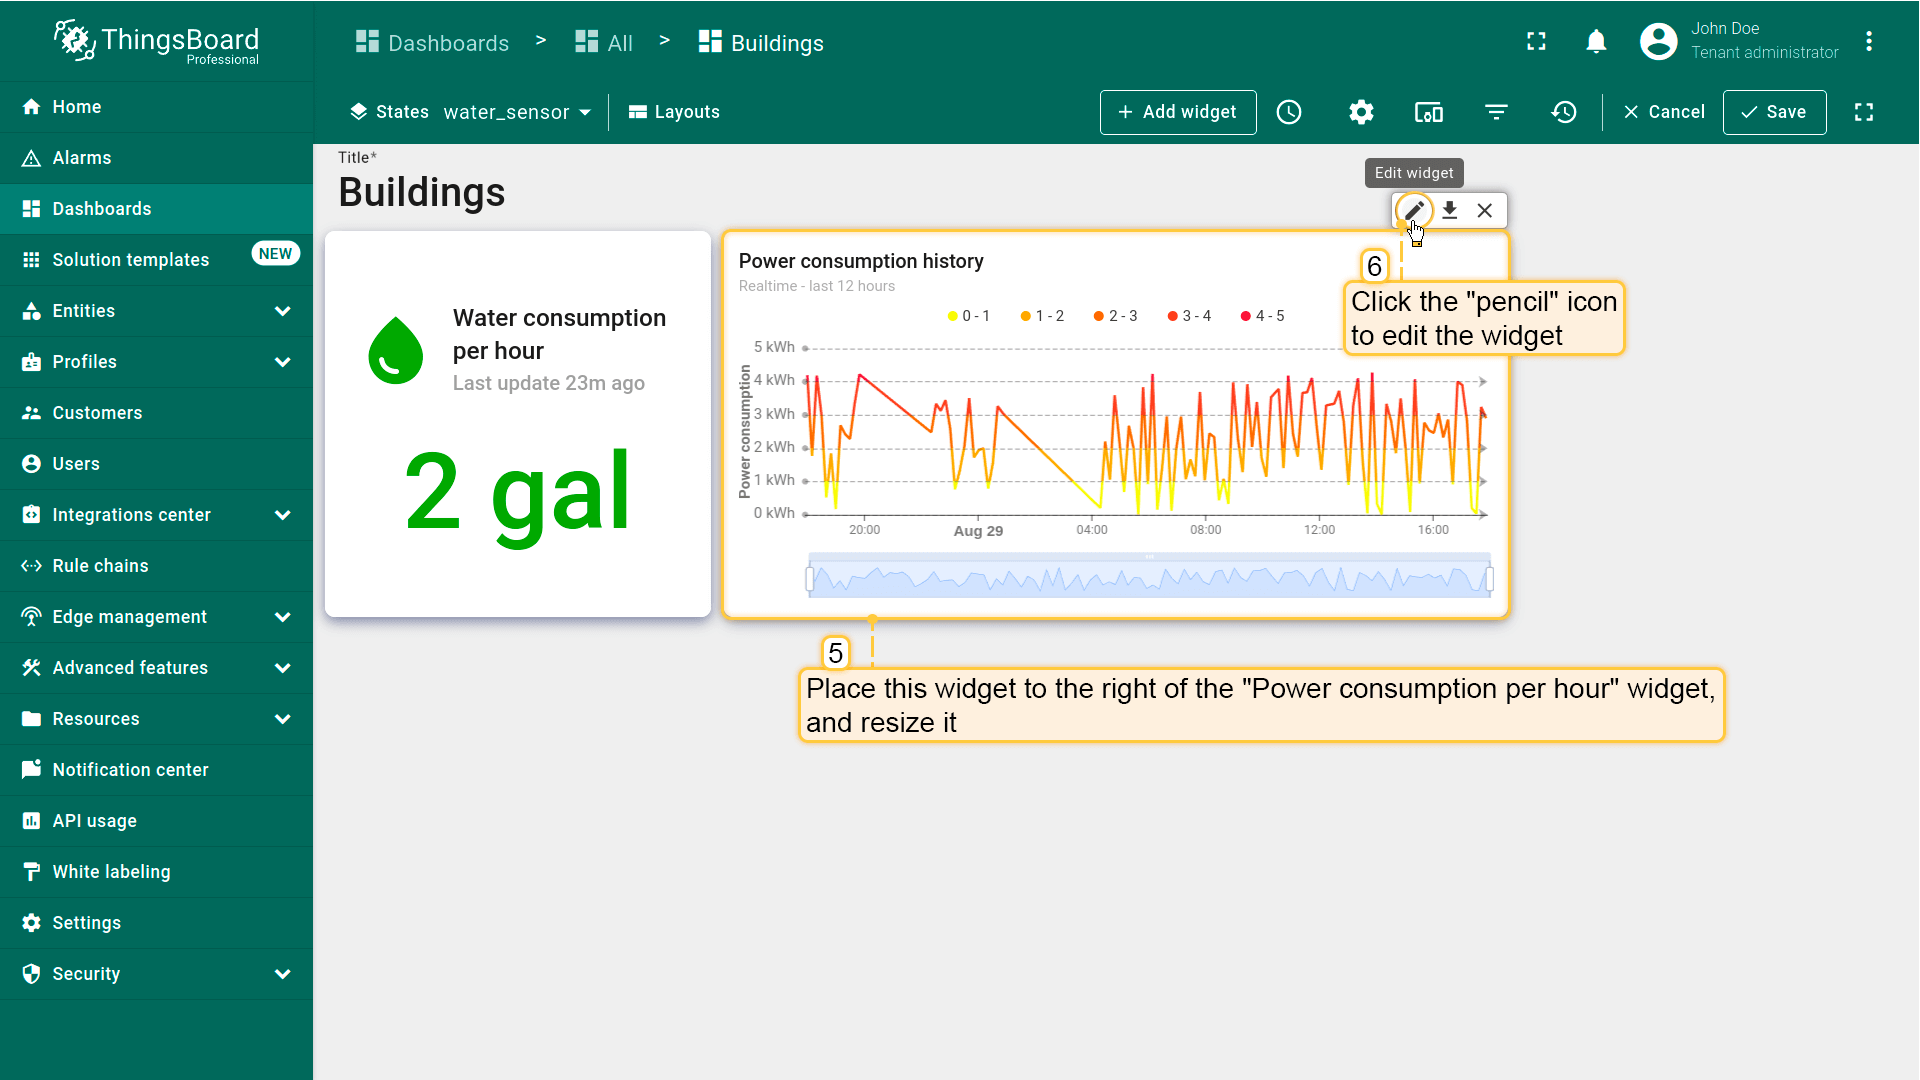 ThingsBoard
Professional
Dashboards > All > Buildings
John Doe
Tenant administrator
States water_sensor Layouts
+ Add widget
Cancel
Save
Home
Alarms
Dashboards
Solution templates NEW
Entities
Profiles
Customers
Users
Integrations center
Rule chains
Edge management
Advanced features
Resources
Notification center
API usage
White labeling
Settings
Security
Title*
Buildings
Edit widget
Water consumption
per hour
Last update 23m ago
2 gal
Power consumption history
Realtime - last 12 hours
0 - 1 1 - 2 2 - 3 3 - 4 4 - 5
Power consumption
5 kWh
4 kWh
3 kWh
2 kWh
1 kWh
0 kWh
20:00 Aug 29 04:00 08:00 12:00 16:00
6
Click the "pencil" icon
to edit the widget
5
Place this widget to the right of the "Power consumption per hour" widget,
and resize it